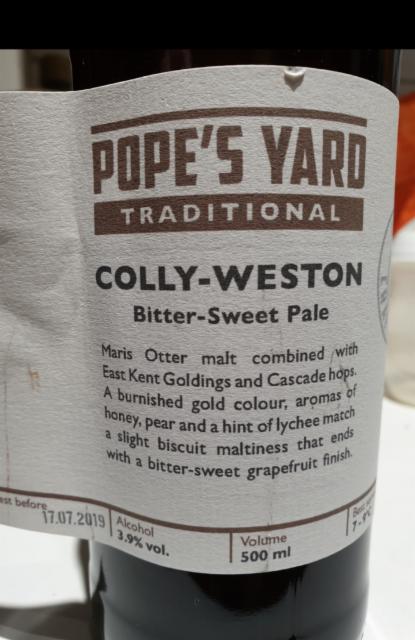 POPE'S YARD
TRADITIONAL
COLLY-WESTON
Bitter-Sweet Pale
Maris Otter malt combined with
East Kent Goldings and Cascade hops.
A burnished gold colour, aromas of
honey, pear and a hint of lychee match
a slight biscuit maltiness that ends
with a bitter-sweet grapefruit finish.
before
17.07.2019
Alcohol
3.9% vol.
Volume
500 ml